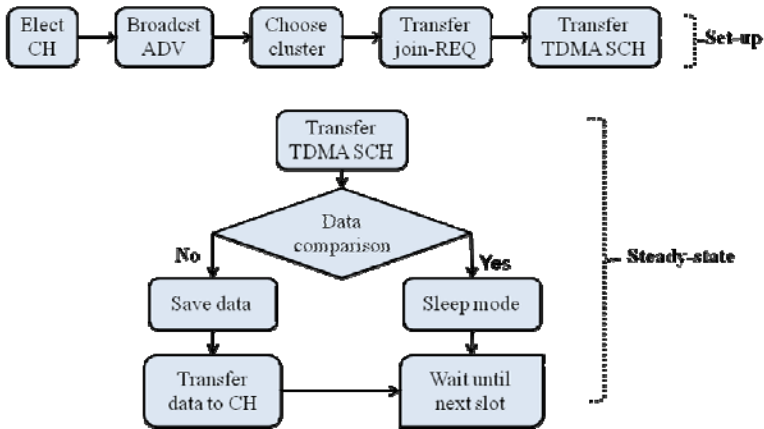 Elect
CH
Broadcst
ADV
Choose
cluster
Transfer
join-REQ
Transfer
TDMA SCH
Set-up
Transfer
TDMA SCH
Data
comparison
No
Yes
Save data
Sleep mode
Steady-state
Transfer
data to CH
Wait until
next slot